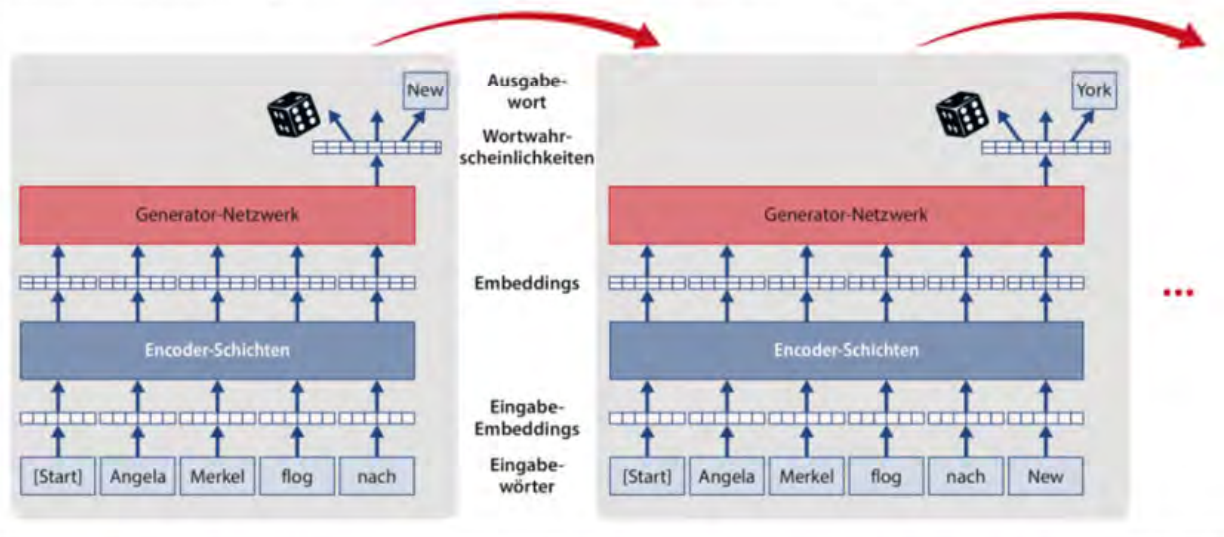 New
Ausgabe-
wort
Wortwahr-
scheinlichkeiten
Generator-Netzwerk
Embeddings
Encoder-Schichten
Eingabe-
Embeddings
Eingabe-
wörter
[Start] Angela Merkel flog nach
York
Generator-Netzwerk
Encoder-Schichten
[Start] Angela Merkel flog nach New
...